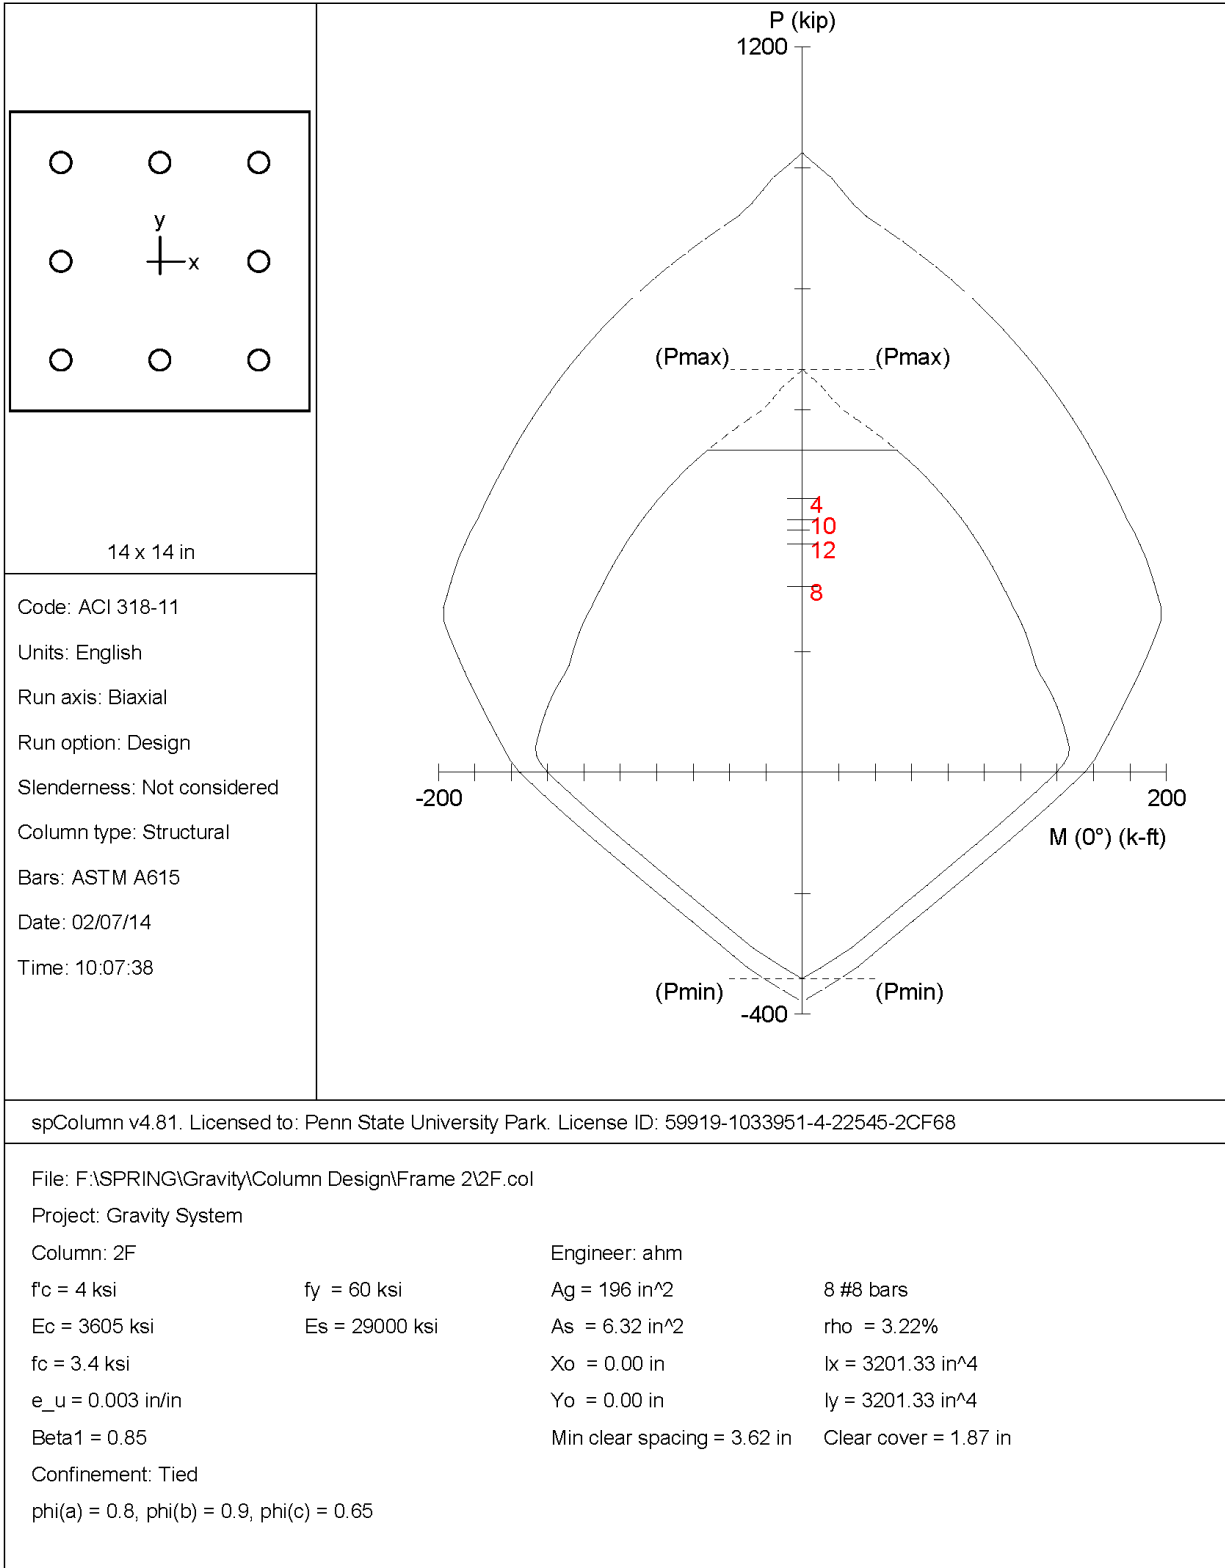 P (kip)
1200
y
x
(Pmax) (Pmax)
4
10
12
8
14 x 14 in
Code: ACI 318-11
Units: English
Run axis: Biaxial
Run option: Design
Slenderness: Not considered
Column type: Structural
Bars: ASTM A615
Date: 02/07/14
Time: 10:07:38
-200 200
M (0°) (k-ft)
(Pmin) (Pmin)
-400
spColumn v4.81. Licensed to: Penn State University Park. License ID: 59919-1033951-4-22545-2CF68
File: F:\SPRING\Gravity\Column Design\Frame 2\2F.col
Project: Gravity System
Column: 2F Engineer: ahm
f'c = 4 ksi fy = 60 ksi Ag = 196 in^2 8 #8 bars
Ec = 3605 ksi Es = 29000 ksi As = 6.32 in^2 rho = 3.22%
fc = 3.4 ksi Xo = 0.00 in Ix = 3201.33 in^4
e_u = 0.003 in/in Yo = 0.00 in Iy = 3201.33 in^4
Beta1 = 0.85 Min clear spacing = 3.62 in Clear cover = 1.87 in
Confinement: Tied
phi(a) = 0.8, phi(b) = 0.9, phi(c) = 0.65